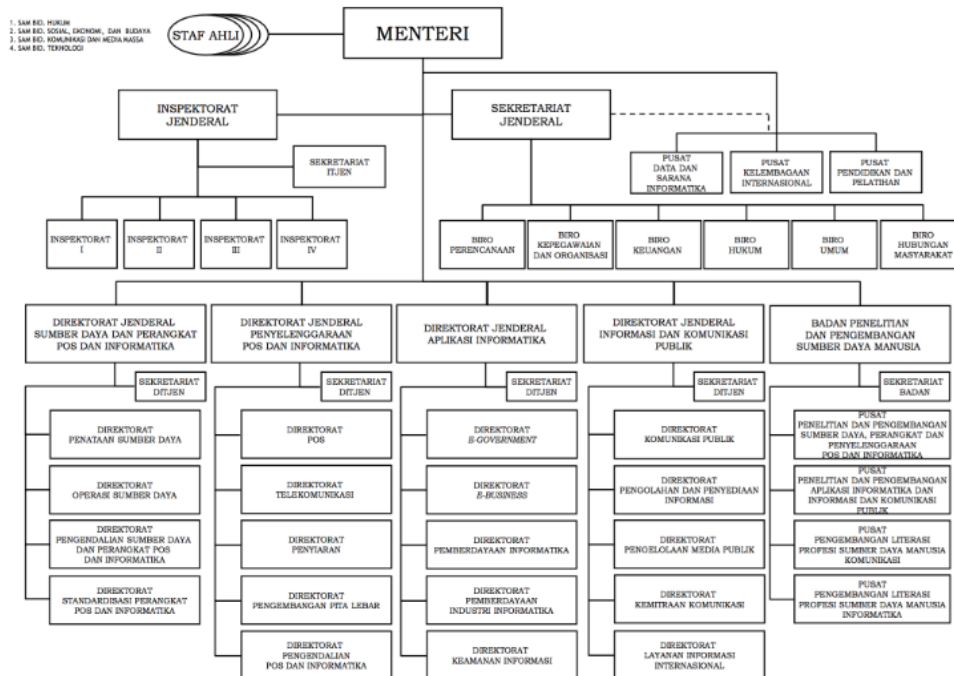 1. SAM BID. HUKUM
2. SAM BID. SOSIAL, EKONOMI, DAN BUDAYA
3. SAM BID. KOMUNIKASI DAN MEDIA MASSA
4. SAM BID. TEKNOLOGI
STAF AHLI
MENTERI
INSPEKTORAT
JENDERAL
SEKRETARIAT
JENDERAL
SEKRETARIAT
ITJEN
PUSAT
DATA DAN
SARANA
INFORMATIKA
PUSAT
KELEMBAGAAN
INTERNASIONAL
PUSAT
PENDIDIKAN DAN
PELATIHAN
INSPEKTORAT
I
INSPEKTORAT
II
INSPEKTORAT
III
INSPEKTORAT
IV
BIRO
PERENCANAAN
BIRO
KEPEGAWAIAN
DAN ORGANISASI
BIRO
KEUANGAN
BIRO
HUKUM
BIRO
UMUM
BIRO
HUBUNGAN
MASYARAKAT
DIREKTORAT JENDERAL
SUMBER DAYA DAN PERANGKAT
POS DAN INFORMATIKA
DIREKTORAT JENDERAL
PENYELENGGARAAN
POS DAN INFORMATIKA
DIREKTORAT JENDERAL
APLIKASI INFORMATIKA
DIREKTORAT JENDERAL
INFORMASI DAN KOMUNIKASI
PUBLIK
BADAN PENELITIAN
DAN PENGEMBANGAN
SUMBER DAYA MANUSIA
SEKRETARIAT
DITJEN
SEKRETARIAT
DITJEN
SEKRETARIAT
DITJEN
SEKRETARIAT
DITJEN
SEKRETARIAT
BADAN
DIREKTORAT
PENATAAN SUMBER DAYA
DIREKTORAT
POS
DIREKTORAT
E-GOVERNMENT
DIREKTORAT
KOMUNIKASI PUBLIK
PUSAT
PENELITIAN DAN PENGEMBANGAN
SUMBER DAYA, PERANGKAT DAN
PENYELENGGARAAN
POS DAN INFORMATIKA
DIREKTORAT
OPERASI SUMBER DAYA
DIREKTORAT
TELEKOMUNIKASI
DIREKTORAT
E-BUSINESS
DIREKTORAT
PENGOLAHAN DAN PENYEDIAAN
INFORMASI
PUSAT
PENELITIAN DAN PENGEMBANGAN
APLIKASI INFORMATIKA DAN
INFORMASI DAN KOMUNIKASI
PUBLIK
DIREKTORAT
PENGENDALIAN SUMBER DAYA
DAN PERANGKAT POS
DAN INFORMATIKA
DIREKTORAT
PENYIARAN
DIREKTORAT
PEMBERDAYAAN INFORMATIKA
DIREKTORAT
PENGELOLAAN MEDIA PUBLIK
PUSAT
PENGEMBANGAN LITERASI
PROFESI SUMBER DAYA MANUSIA
KOMUNIKASI
DIREKTORAT
STANDARDISASI PERANGKAT
POS DAN INFORMATIKA
DIREKTORAT
PENGEMBANGAN PITA LEBAR
DIREKTORAT
PEMBERDAYAAN
INDUSTRI INFORMATIKA
DIREKTORAT
KEMITRAAN KOMUNIKASI
PUSAT
PENGEMBANGAN LITERASI
PROFESI SUMBER DAYA MANUSIA
INFORMATIKA
DIREKTORAT
PENGENDALIAN
POS DAN INFORMATIKA
DIREKTORAT
KEAMANAN INFORMASI
DIREKTORAT
LAYANAN INFORMASI
INTERNASIONAL